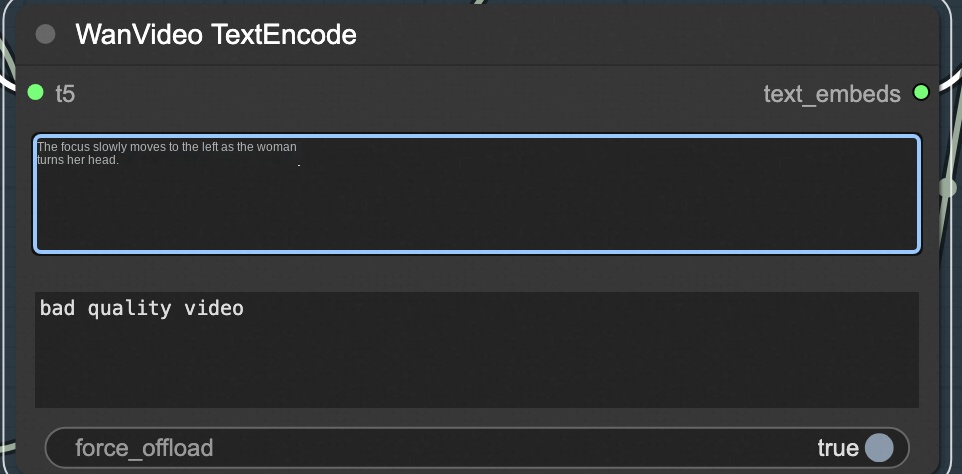 WanVideo TextEncode
t5
text_embeds
The focus slowly moves to the left as the woman
turns her head.
bad quality video
force_offload true